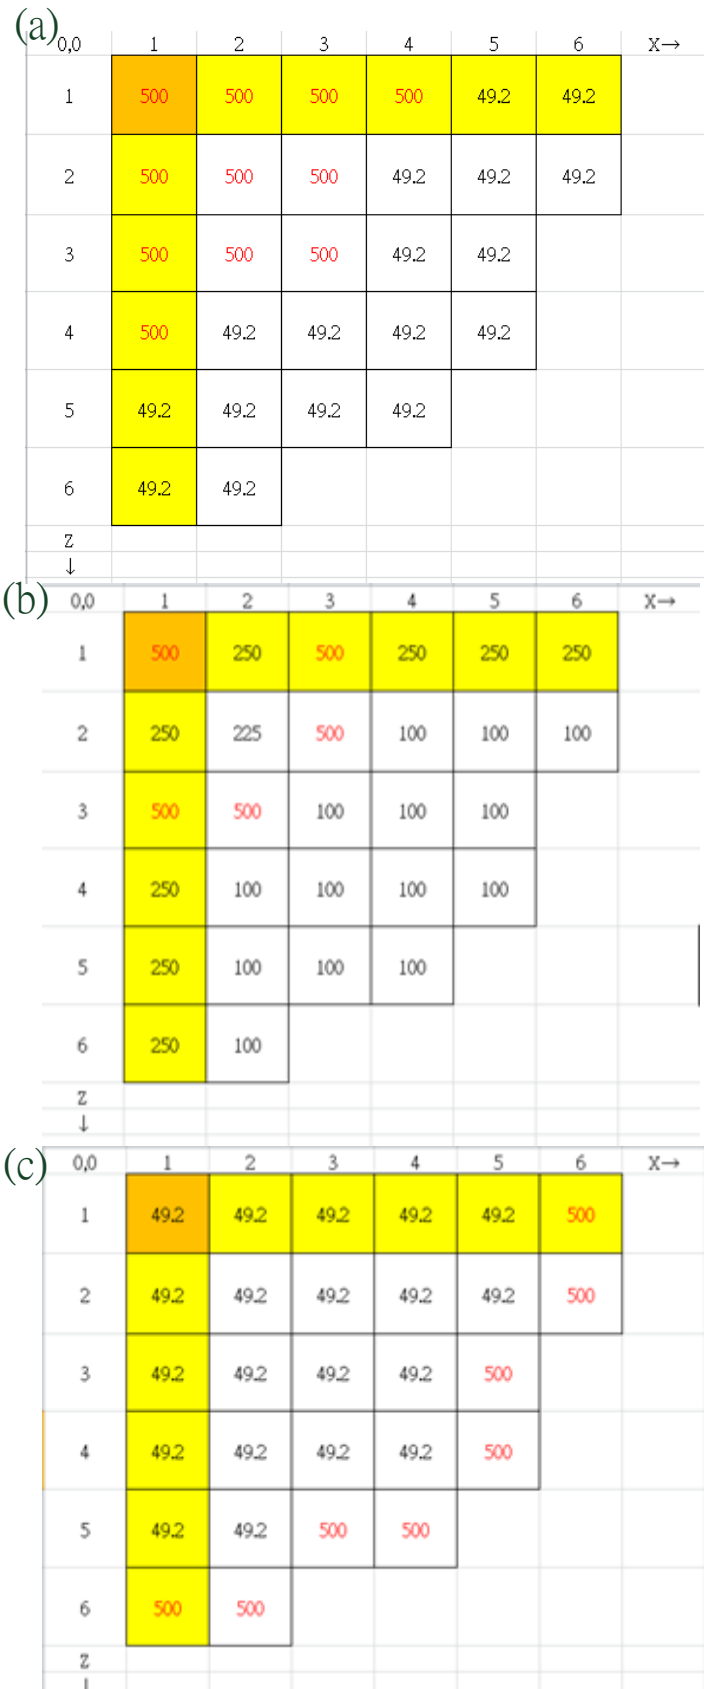 (a)
0,0 1 2 3 4 5 6 X→
1 500 500 500 500 49.2 49.2
2 500 500 500 49.2 49.2 49.2
3 500 500 500 49.2 49.2
4 500 49.2 49.2 49.2 49.2
5 49.2 49.2 49.2 49.2
6 49.2 49.2
Z
↓
(b)
0,0 1 2 3 4 5 6 X→
1 500 250 500 250 250 250
2 250 225 500 100 100 100
3 500 500 100 100 100
4 250 100 100 100 100
5 250 100 100 100
6 250 100
Z
↓
(c)
0,0 1 2 3 4 5 6 X→
1 49.2 49.2 49.2 49.2 49.2 500
2 49.2 49.2 49.2 49.2 49.2 500
3 49.2 49.2 49.2 49.2 500
4 49.2 49.2 49.2 49.2 500
5 49.2 49.2 500 500
6 500 500
Z